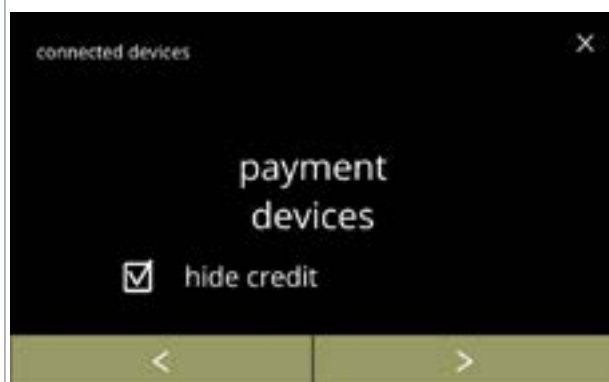 connected devices
payment
devices
hide credit
< >